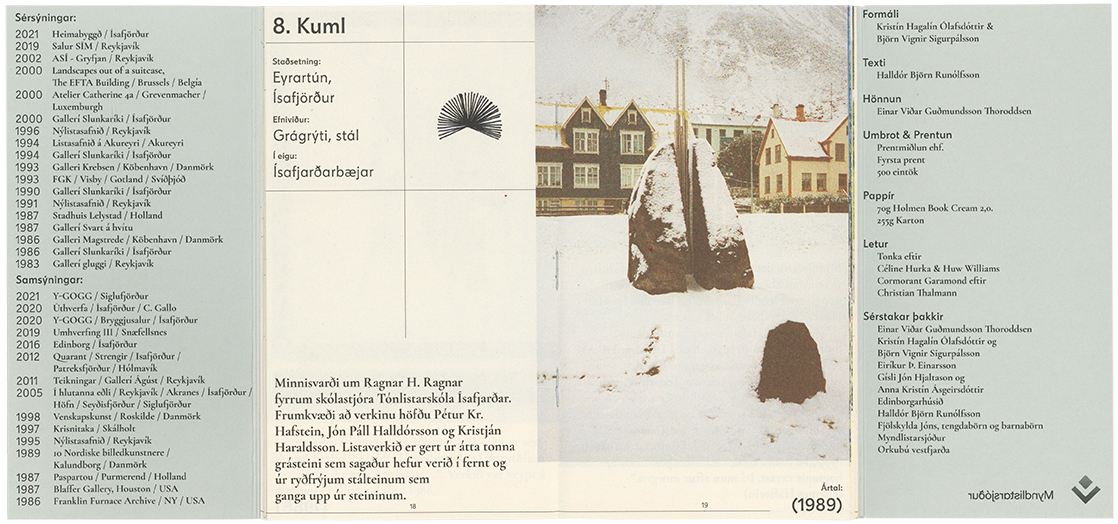 Sérsýningar:
2021 Heimabyggð / Ísafjörður
2019 Salur SÍM / Reykjavík
2002 ASÍ - Gryfjan / Reykjavík
2000 Landscapes out of a suitcase,
The EFTA Building / Brussels / Belgía
2000 Atelier Catherine 4a / Grevenmacher /
Luxemburgh
2000 Gallerí Slunkaríki / Ísafjörður
1996 Nýlistasafnið / Reykjavík
1994 Listasafnið á Akureyri / Akureyri
1994 Gallerí Slunkaríki / Ísafjörður
1993 Galleri Krebsen / Köbenhavn / Danmörk
1993 FGK / Visby / Gotland / Svíðþjóð
1990 Gallerí Slunkaríki / Ísafjörður
1991 Nýlistasafnið / Reykjavík
1987 Stadhuis Lelystad / Holland
1987 Gallerí Svart á hvítu
1986 Galleri Magstrede / Köbenhavn / Danmörk
1986 Gallerí Slunkaríki / Ísafjörður
1983 Gallerí gluggi / Reykjavík
Samsýningar:
2021 Y-GOGG / Siglufjörður
2020 Úthverfa / Ísafjörður / C. Gallo
2020 Y-GOGG / Bryggjusalur / Ísafjörður
2019 Umhverfing III / Snæfellsnes
2016 Edinborg / Ísafjörður
2012 Quarant / Strengir / Ísafjörður /
Patreksfjörður / Hólmavík
2011 Teikningar / Gallerí Ágúst / Reykjavík
2005 Í hlutanna eðli / Reykjavík / Akranes / Ísafjörður /
Höfn / Seyðisfjörður / Siglufjörður
1998 Venskapskunst / Roskilde / Danmörk
1997 Krisnitaka / Skálholt
1995 Nýlistasafnið / Reykjavík
1989 10 Nordiske billedkunstnere /
Kalundborg / Danmörk
1987 Paspartou / Purmerend / Holland
1987 Blaffer Gallery, Houston / USA
1986 Franklin Furnace Archive / NY / USA
8. Kuml
Staðsetning:
Eyrartún,
Ísafjörður
Efniviður:
Grágrýti, stál
Í eigu:
Ísafjarðarbæjar
Minnisvarði um Ragnar H. Ragnar
fyrrum skólastjóra Tónlistarskóla Ísafjarðar.
Frumkvæði að verkinu höfðu Pétur Kr.
Hafstein, Jón Páll Halldórsson og Kristján
Haraldsson. Listaverkið er gert úr átta tonna
grásteini sem sagaður hefur verið í fernt og
úr ryðfrýjum stálteinum sem
ganga upp úr steininum.
18
19
Ártal:
(1989)
Formáli
Kristín Hagalín Ólafsdóttir &
Björn Vignir Sigurpálsson
Texti
Halldór Björn Runólfsson
Hönnun
Einar Viðar Guðmundsson Thoroddsen
Umbrot & Prentun
Prentmiðlun ehf.
Fyrsta prent
500 eintök
Pappír
70g Holmen Book Cream 2,0.
255g Karton
Letur
Tonka eftir
Céline Hurka & Huw Williams
Cormorant Garamond eftir
Christian Thalmann
Sérstakar þakkir
Einar Viðar Guðmundsson Thoroddsen
Kristín Hagalín Ólafsdóttir og
Björn Vignir Sigurpálsson
Eiríkur Þ. Einarsson
Gísli Jón Hjaltason og
Anna Kristín Ásgeirsdóttir
Edinborgarhúsið
Halldór Björn Runólfsson
Fjölskylda Jóns, tengdabörn og barnabörn
Myndlistarsjóður
Orkubú vestfjarða
Myndlistarsjóður